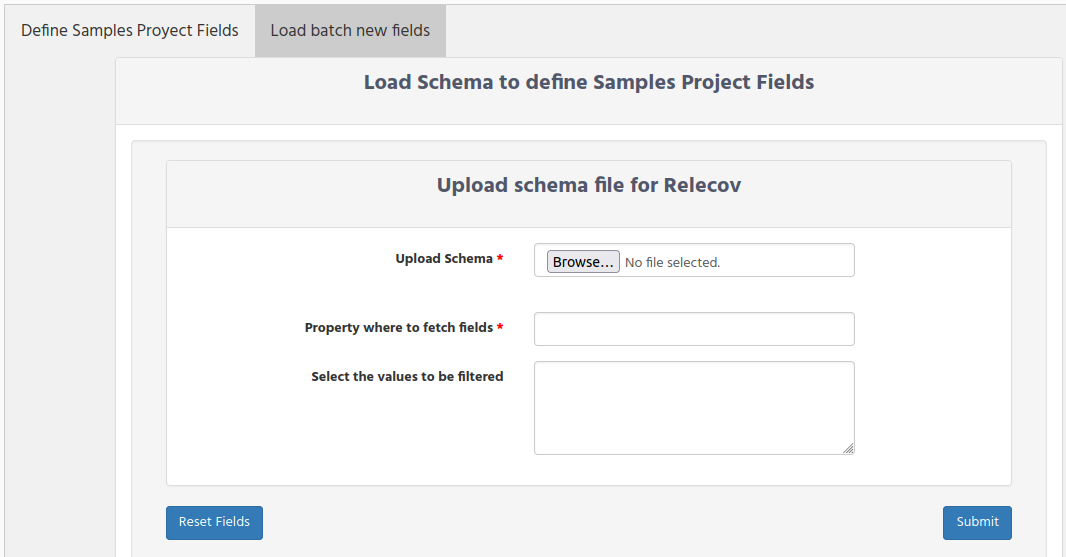 Define Samples Proyect Fields
Load batch new fields
Load Schema to define Samples Project Fields
Upload schema file for Relecov
Upload Schema *
Browse... No file selected.
Property where to fetch fields *
Select the values to be filtered
Reset Fields
Submit